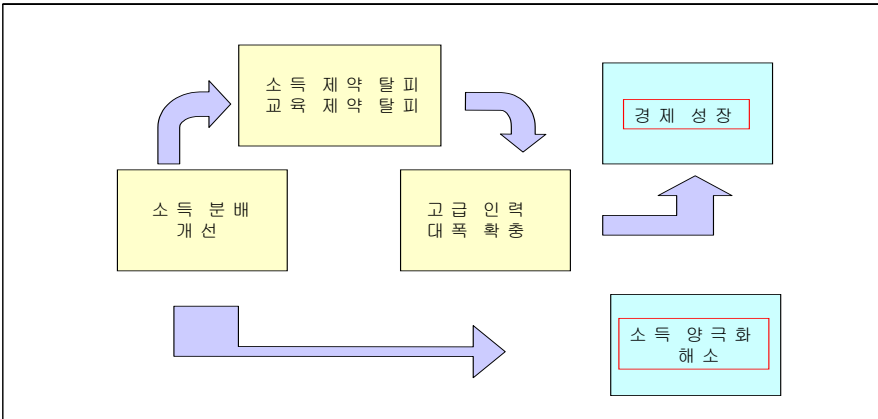 소득 제약 탈피
교육 제약 탈피
경제 성장
소득 분배
개선
고급 인력
대폭 확충
소득 양극화
해소